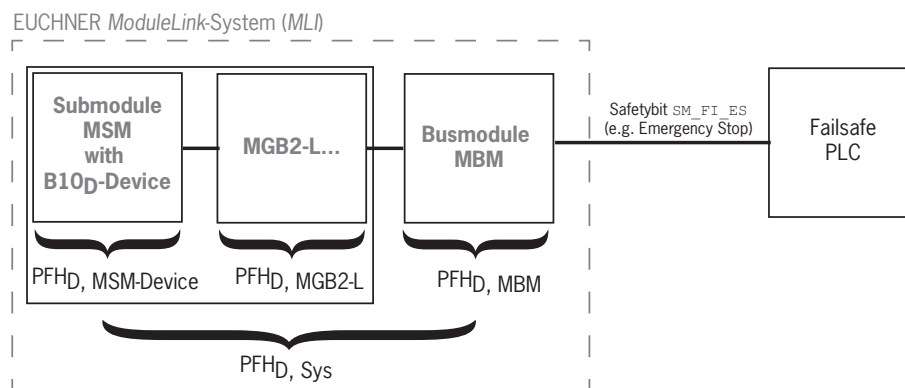 EUCHNER ModuleLink-System (MLI)
Submodule
MSM
with
B10D-Device
MGB2-L...
Busmodule
MBM
Safetybit SM_FI_ES
(e.g. Emergency Stop)
Failsafe
PLC
PFHD, MSM-Device
PFHD, MGB2-L
PFHD, MBM
PFHD, Sys